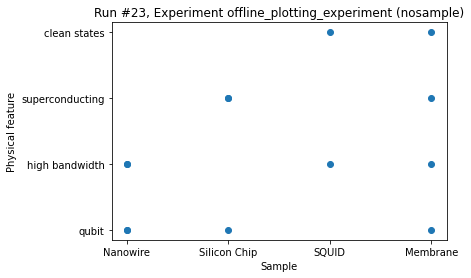 Run #23, Experiment offline_plotting_experiment (nosample)
clean states
superconducting
high bandwidth
qubit
Physical feature
Nanowire Silicon Chip SQUID Membrane
Sample